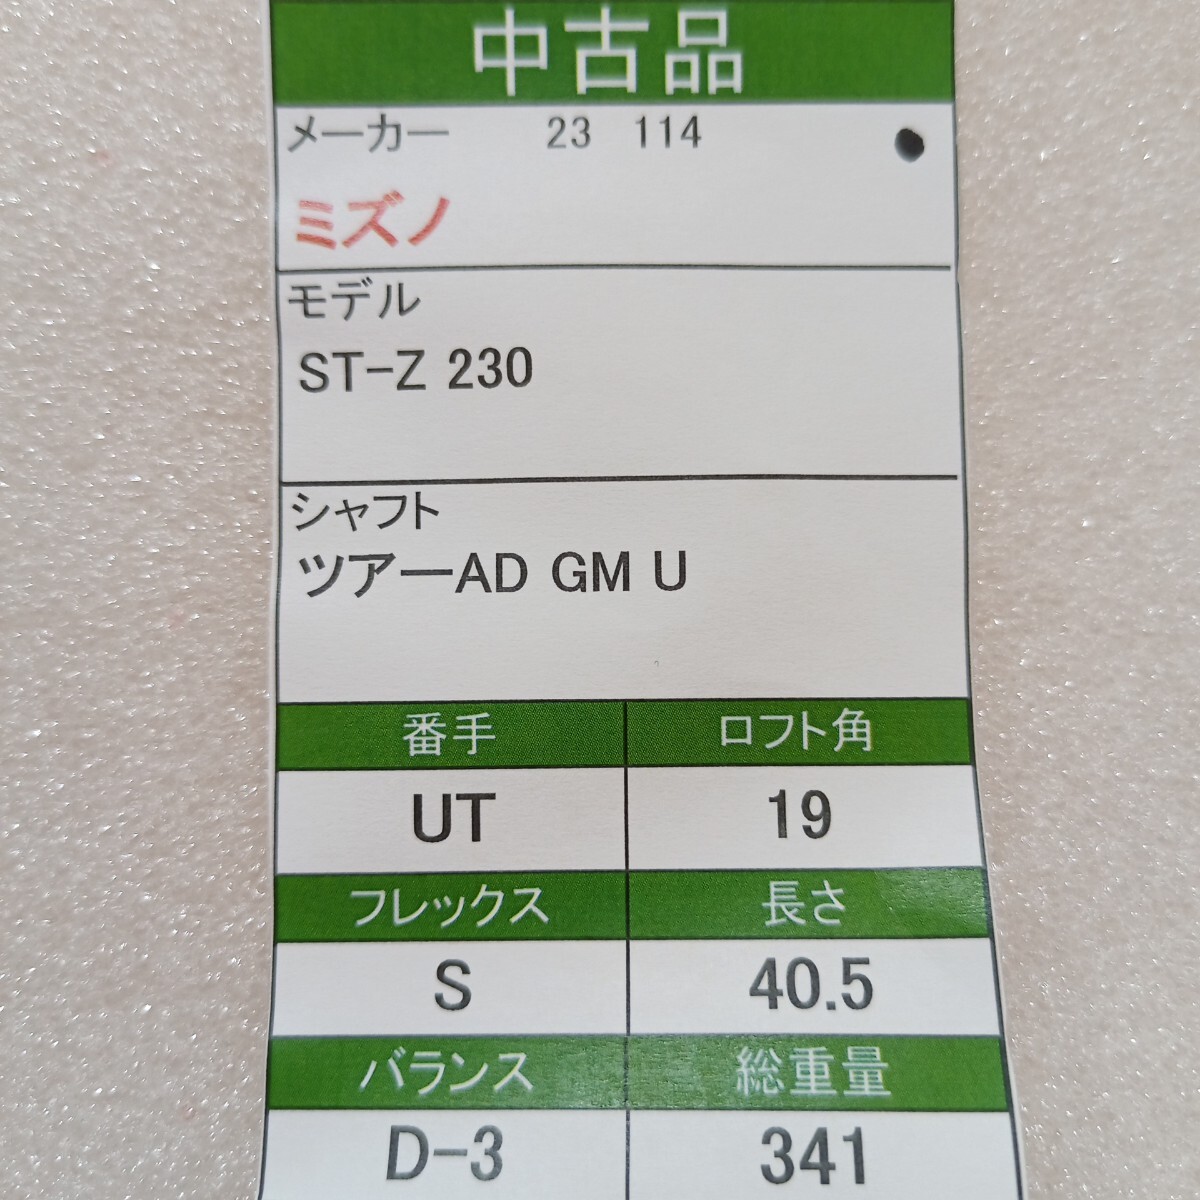 中古品
メーカー 23 114
ミズノ
モデル
ST-Z 230
シャフト
ツアーAD GM U
番手 ロフト角
UT 19
フレックス 長さ
S 40.5
バランス 総重量
D-3 341